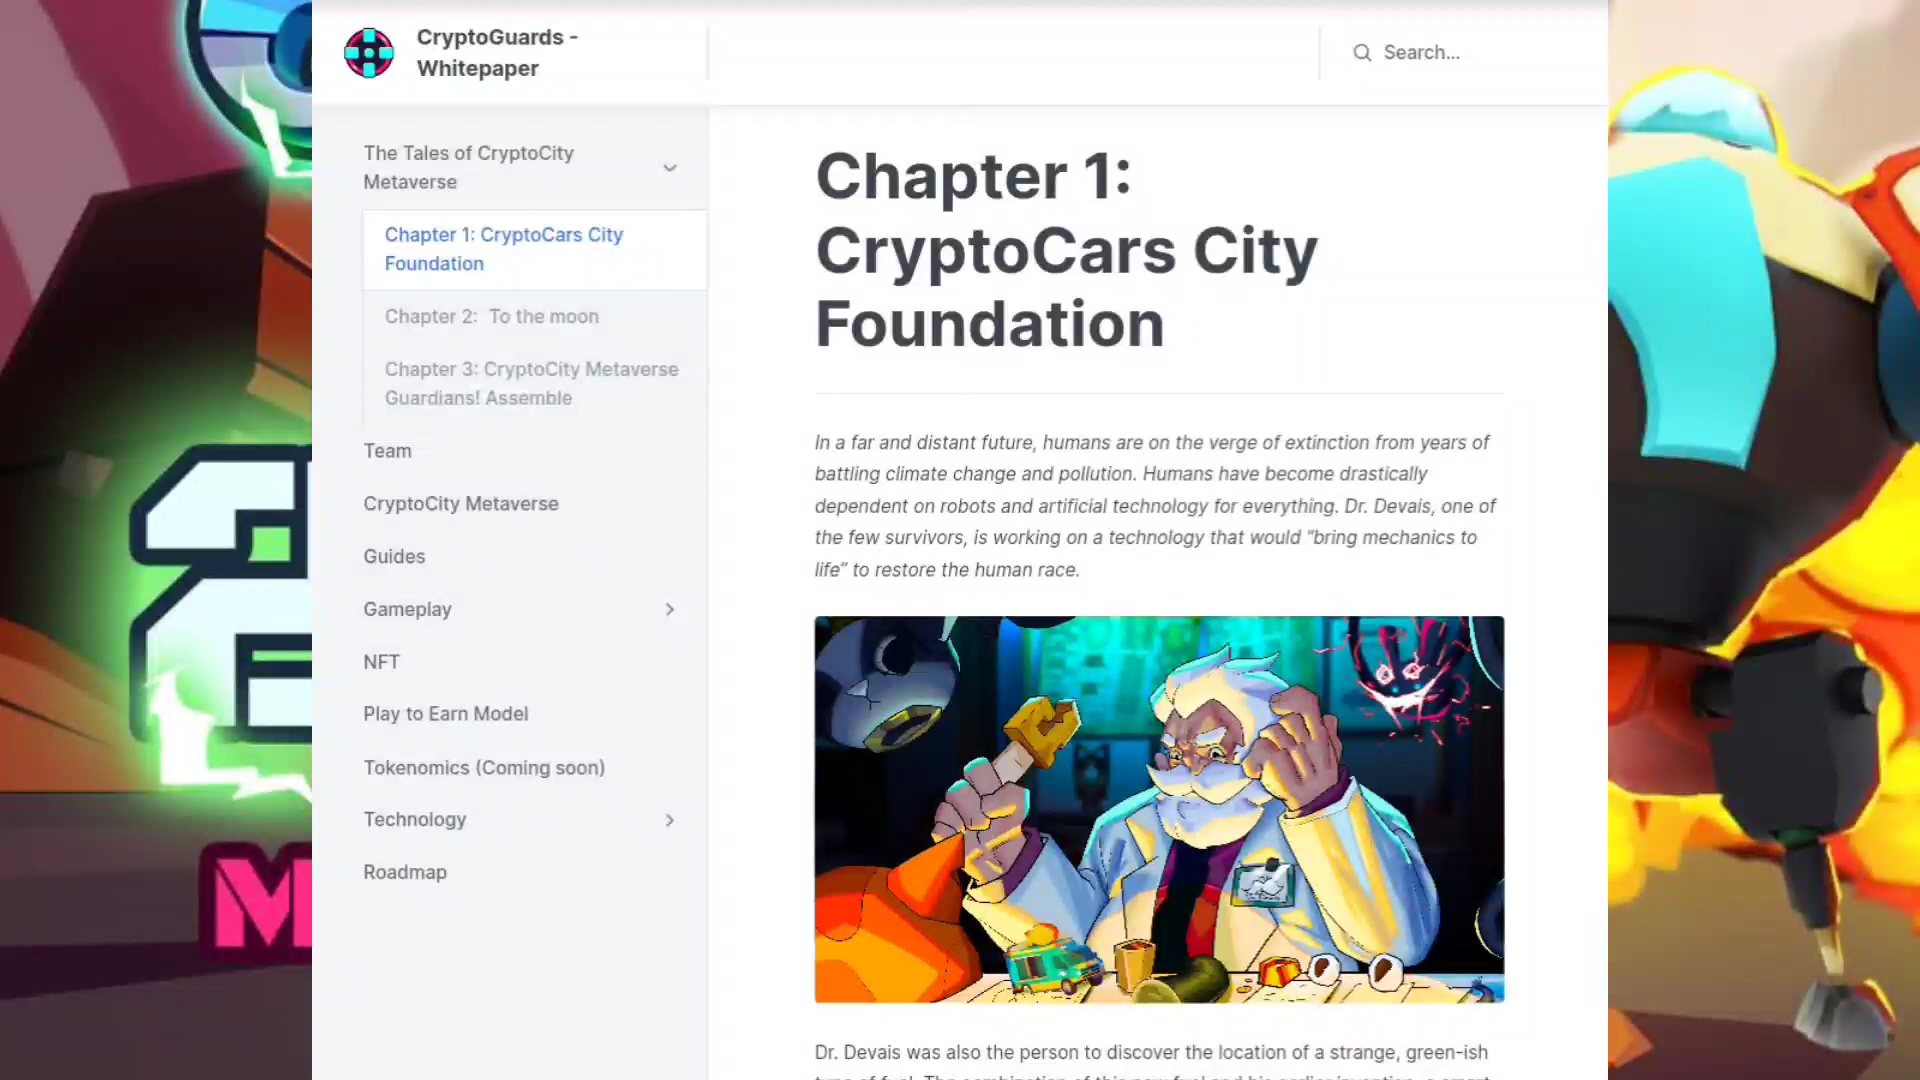 CryptoGuards -
Whitepaper
Search...
The Tales of CryptoCity
Metaverse
Chapter 1: CryptoCars City
Foundation
Chapter 2:  To the moon
Chapter 3: CryptoCity Metaverse
Guardians! Assemble
Team
CryptoCity Metaverse
Guides
Gameplay
NFT
Play to Earn Model
Tokenomics (Coming soon)
Technology
Roadmap
Chapter 1:
CryptoCars City
Foundation
In a far and distant future, humans are on the verge of extinction from years of
battling climate change and pollution. Humans have become drastically
dependent on robots and artificial technology for everything. Dr. Devais, one of
the few survivors, is working on a technology that would “bring mechanics to
life” to restore the human race.
Dr. Devais was also the person to discover the location of a strange, green-ish
M